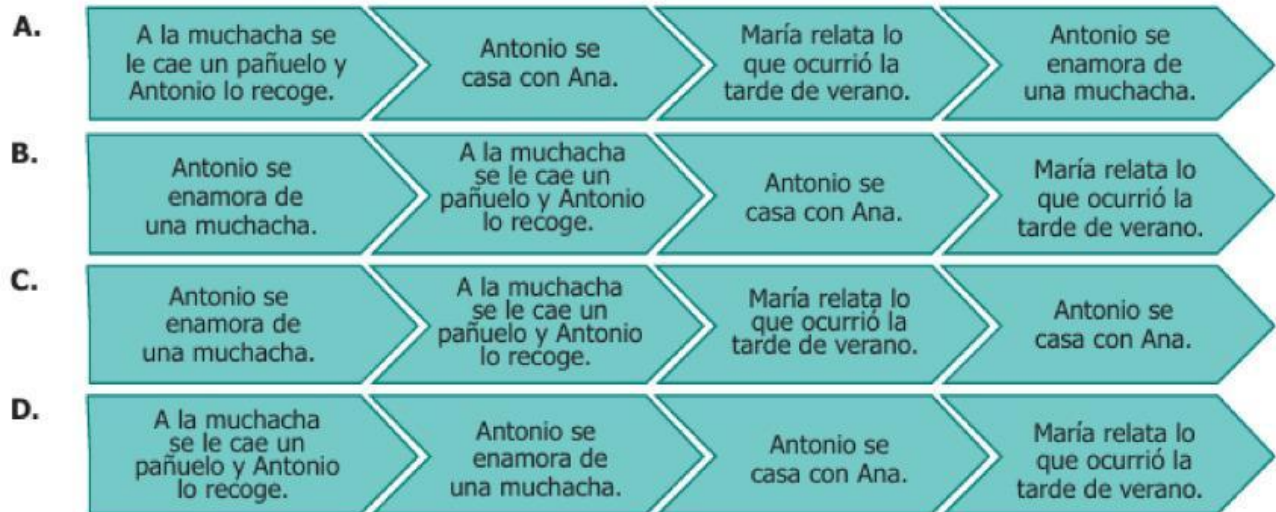 A.
A la muchacha se
le cae un pañuelo y
Antonio lo recoge.
Antonio se
casa con Ana.
María relata lo
que ocurrió la
tarde de verano.
Antonio se
enamora de
una muchacha.
B.
Antonio se
enamora de
una muchacha.
A la muchacha
se le cae un
pañuelo y Antonio
lo recoge.
Antonio se
casa con Ana.
María relata lo
que ocurrió la
tarde de verano.
C.
Antonio se
enamora de
una muchacha.
A la muchacha
se le cae un
pañuelo y Antonio
lo recoge.
María relata lo
que ocurrió la
tarde de verano.
Antonio se
casa con Ana.
D.
A la muchacha
se le cae un
pañuelo y Antonio
lo recoge.
Antonio se
enamora de
una muchacha.
Antonio se
casa con Ana.
María relata lo
que ocurrió la
tarde de verano.